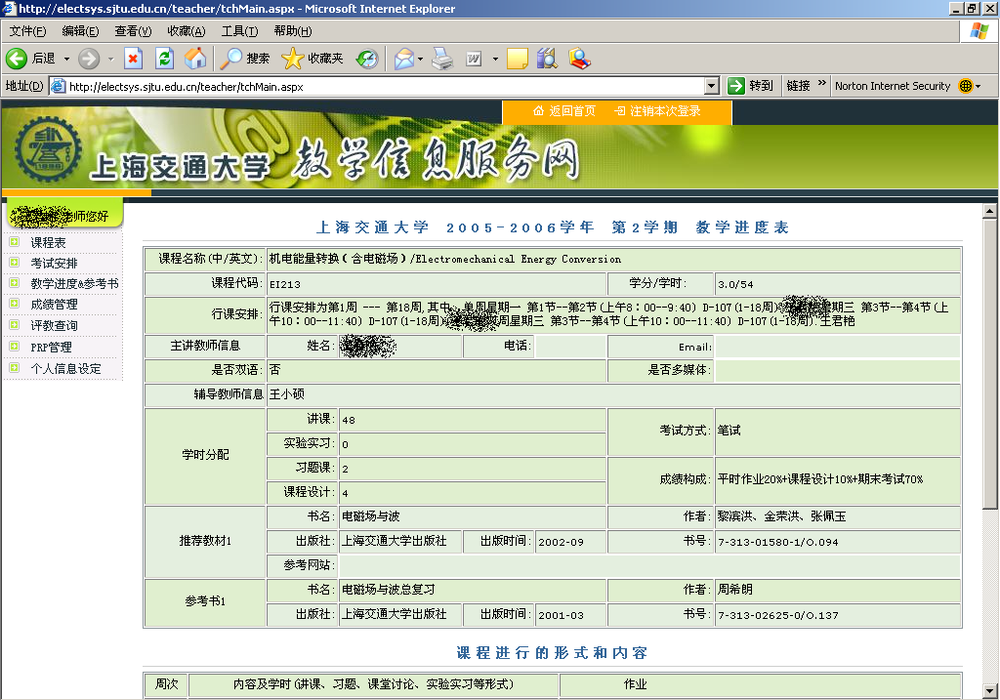 http://electsys.sjtu.edu.cn/teacher/tchMain.aspx - Microsoft Internet Explorer
文件(F) 编辑(E) 查看(V) 收藏(A) 工具(T) 帮助(H)
后退 搜索 收藏夹
地址(D) http://electsys.sjtu.edu.cn/teacher/tchMain.aspx 转到 链接 » Norton Internet Security
返回首页 注销本次登录
上海交通大学 教学信息服务网
师您好
课程表
考试安排
教学进度&参考书
成绩管理
评教查询
PRP管理
个人信息设定
上海交通大学 2005-2006学年 第2学期 教学进度表
课程名称(中/英文): 机电能量转换(含电磁场)/Electromechanical Energy Conversion
课程代码: EI213 学分/学时: 3.0/54
行课安排: 行课安排为第1周 --- 第18周,其中, 单周星期一 第1节--第2节(上午8:00--9:40) D-107(1-18周) 星期三 第3节--第4节(上
午10:00--11:40) D-107(1-18周) 周星期三 第3节--第4节(上午10:00--11:40) D-107(1-18周).王君艳
主讲教师信息 姓名: 电话: Email:
是否双语: 否 是否多媒体:
辅导教师信息 王小硕
学时分配 讲课: 48 考试方式: 笔试
实验实习: 0
习题课: 2 成绩构成: 平时作业20%+课程设计10%+期末考试70%
课程设计: 4
推荐教材1 书名: 电磁场与波 作者: 黎滨洪、金荣洪、张佩玉
出版社: 上海交通大学出版社 出版时间: 2002-09 书号: 7-313-01580-1/O.094
参考网站:
参考书1 书名: 电磁场与波总复习 作者: 周希朗
出版社: 上海交通大学出版社 出版时间: 2001-03 书号: 7-313-02625-0/O.137
课程进行的形式和内容
周次 内容及学时(讲课、习题、课堂讨论、实验实习等形式) 作业